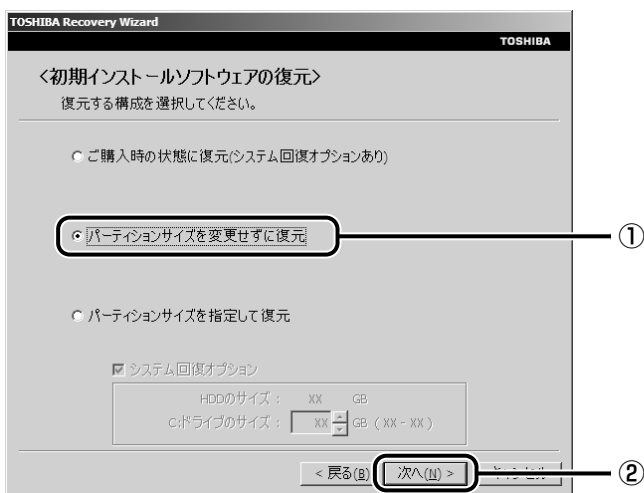 TOSHIBA Recovery Wizard
TOSHIBA
<初期インストールソフトウェアの復元>
復元する構成を選択してください。
ご購入時の状態に復元(システム回復オプションあり)
パーティションサイズを変更せずに復元
①
パーティションサイズを指定して復元
システム回復オプション
HDDのサイズ： XX GB
C:ドライブのサイズ： XX GB ( XX - XX )
< 戻る(B) 次へ(N) > キャンセル
②